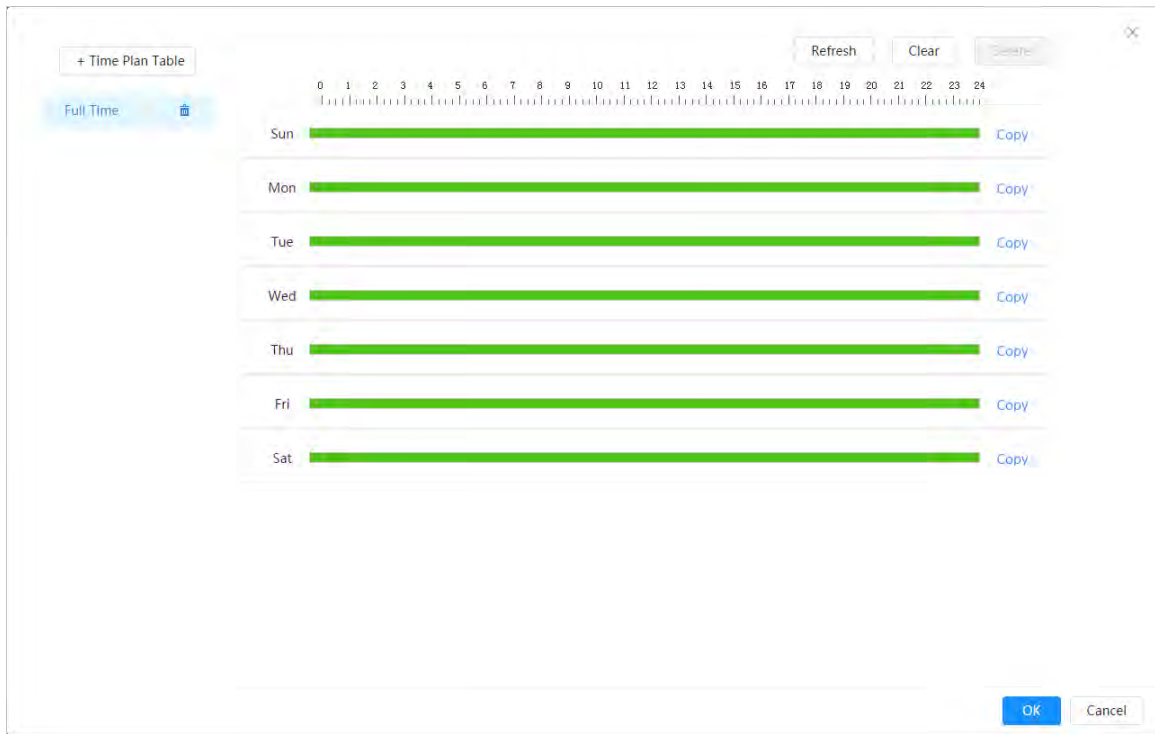 + Time Plan Table
Refresh Clear Delete
0 1 2 3 4 5 6 7 8 9 10 11 12 13 14 15 16 17 18 19 20 21 22 23 24
Full Time
Sun Copy
Mon Copy
Tue Copy
Wed Copy
Thu Copy
Fri Copy
Sat Copy
OK Cancel